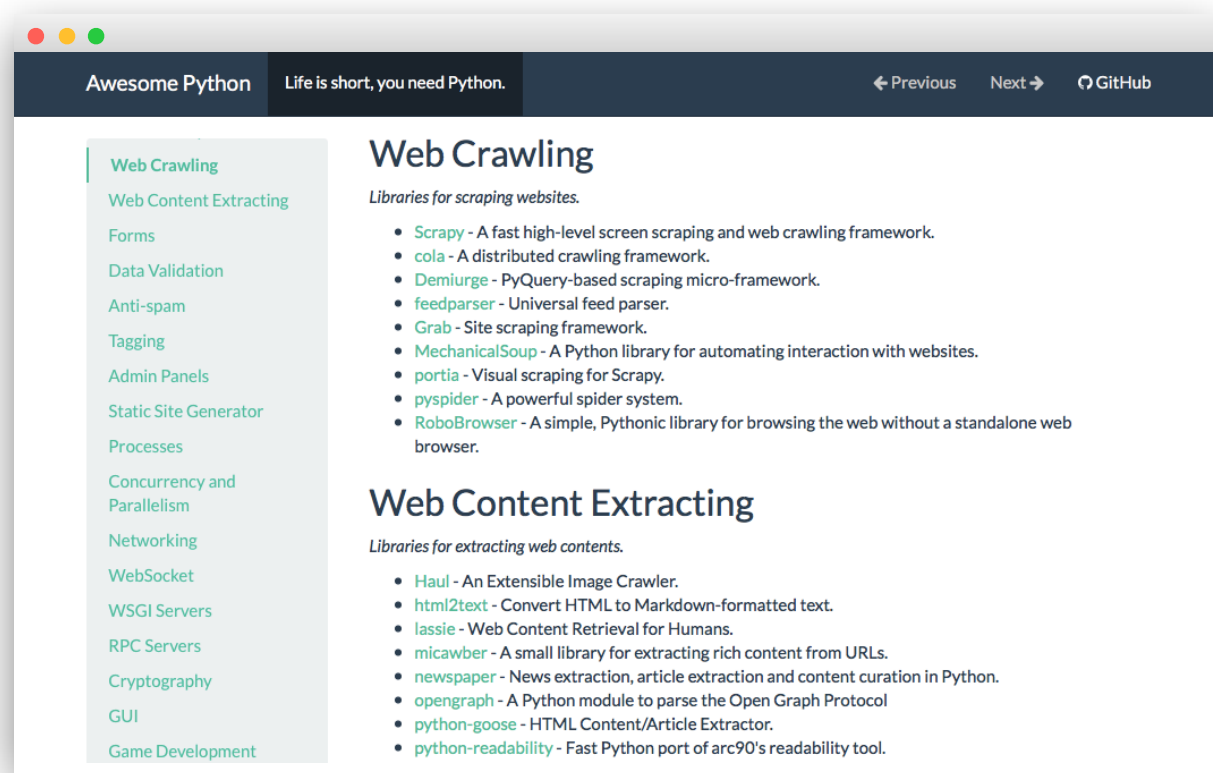 Awesome Python
Life is short, you need Python.
Previous
Next
GitHub
Web Crawling
Web Content Extracting
Forms
Data Validation
Anti-spam
Tagging
Admin Panels
Static Site Generator
Processes
Concurrency and
Parallelism
Networking
WebSocket
WSGI Servers
RPC Servers
Cryptography
GUI
Game Development
Web Crawling
Libraries for scraping websites.
Scrapy - A fast high-level screen scraping and web crawling framework.
cola - A distributed crawling framework.
Demiurge - PyQuery-based scraping micro-framework.
feedparser - Universal feed parser.
Grab - Site scraping framework.
MechanicalSoup - A Python library for automating interaction with websites.
portia - Visual scraping for Scrapy.
pyspider - A powerful spider system.
RoboBrowser - A simple, Pythonic library for browsing the web without a standalone web
browser.
Web Content Extracting
Libraries for extracting web contents.
Haul - An Extensible Image Crawler.
html2text - Convert HTML to Markdown-formatted text.
lassie - Web Content Retrieval for Humans.
micawber - A small library for extracting rich content from URLs.
newspaper - News extraction, article extraction and content curation in Python.
opengraph - A Python module to parse the Open Graph Protocol
python-goose - HTML Content/Article Extractor.
python-readability - Fast Python port of arc90's readability tool.